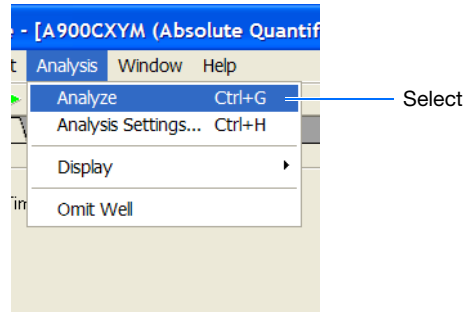 - [A900CXYM (Absolute Quantif
t Analysis Window Help
Analyze Ctrl+G Select
Analysis Settings... Ctrl+H
Display
Omit Well